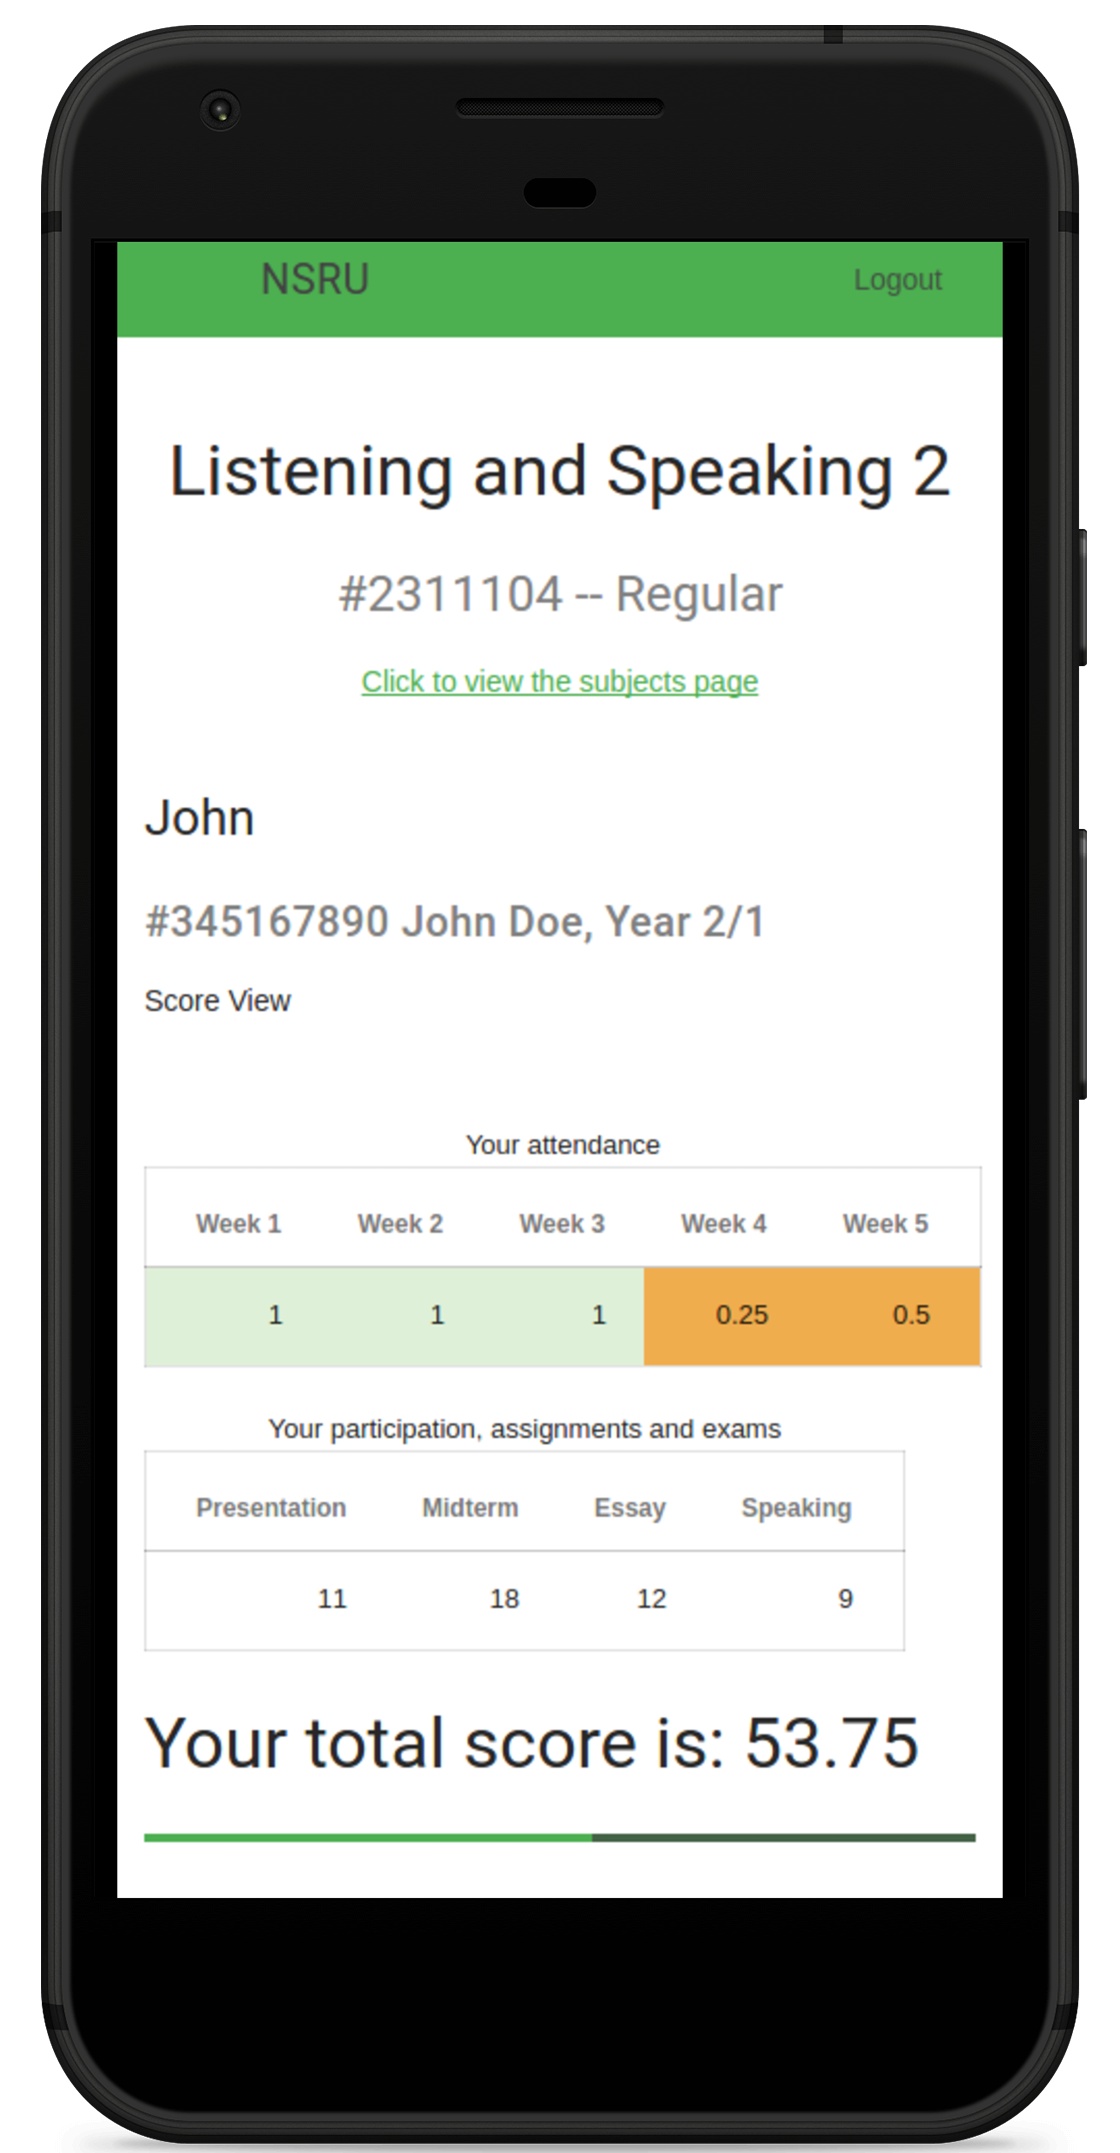 NSRU Logout
Listening and Speaking 2
#2311104 -- Regular
Click to view the subjects page
John
#345167890 John Doe, Year 2/1
Score View
Your attendance
Week 1 Week 2 Week 3 Week 4 Week 5
1 1 1 0.25 0.5
Your participation, assignments and exams
Presentation Midterm Essay Speaking
11 18 12 9
Your total score is: 53.75